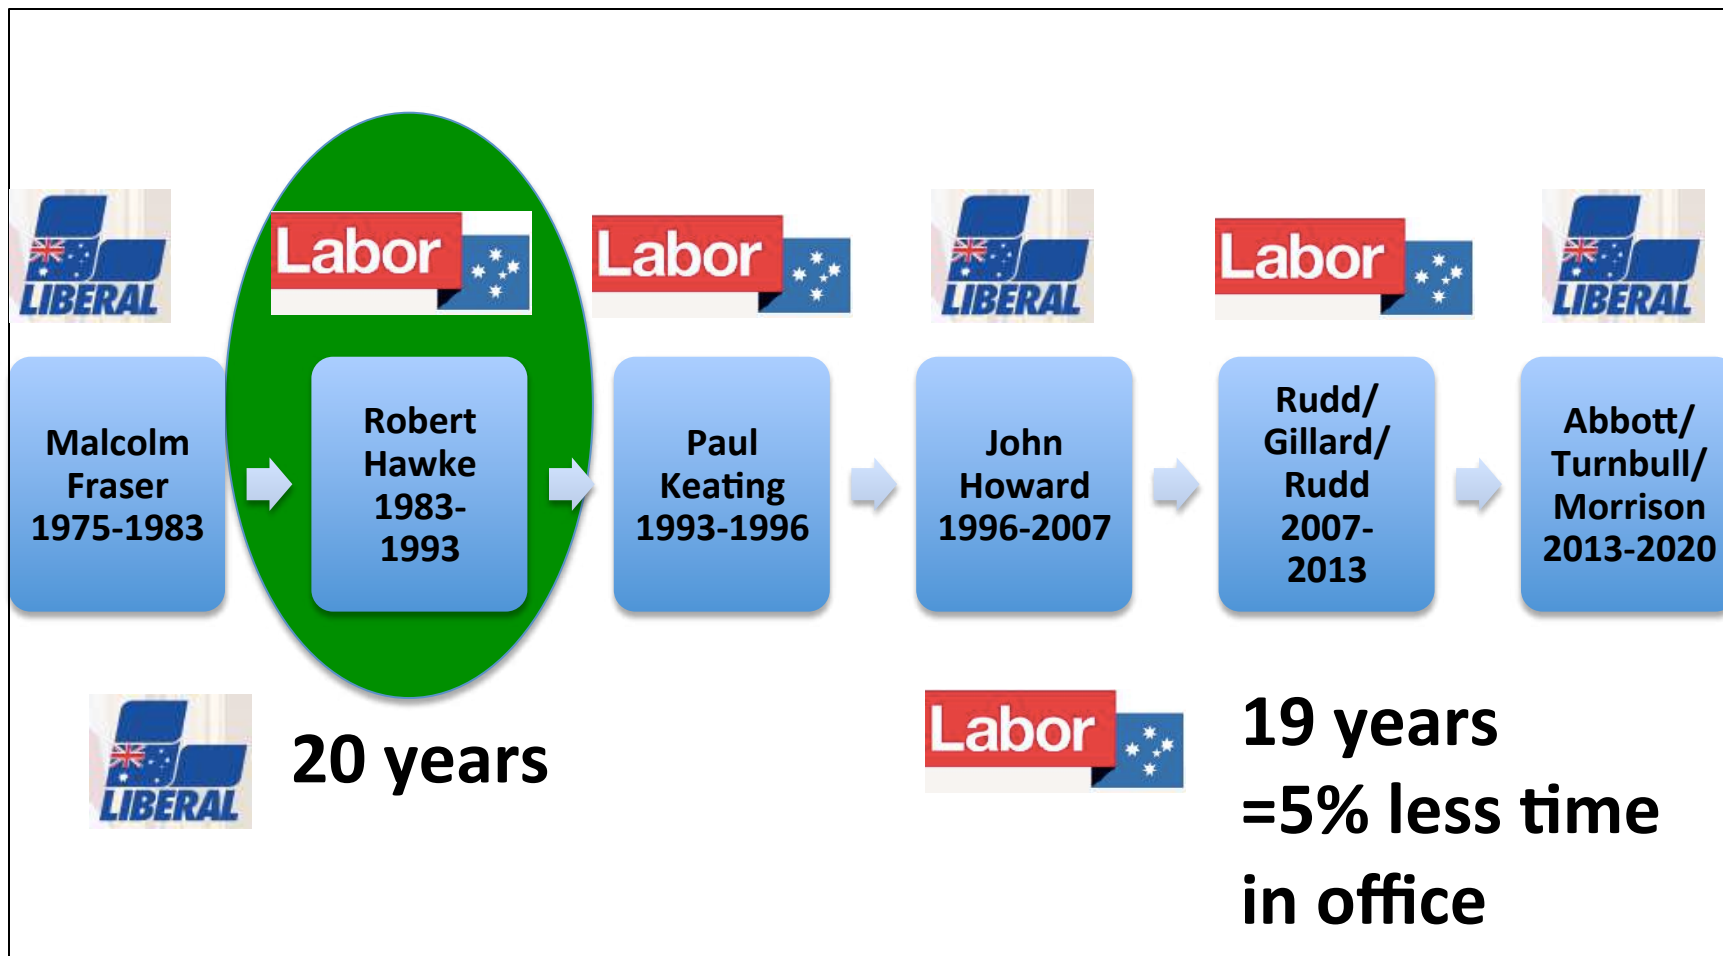 LIBERAL
Labor
Labor
LIBERAL
Labor
LIBERAL
Malcolm
Fraser
1975-1983
Robert
Hawke
1983-
1993
Paul
Keating
1993-1996
John
Howard
1996-2007
Rudd/
Gillard/
Rudd
2007-
2013
Abbott/
Turnbull/
Morrison
2013-2020
LIBERAL
20 years
Labor
19 years
=5% less time
in office